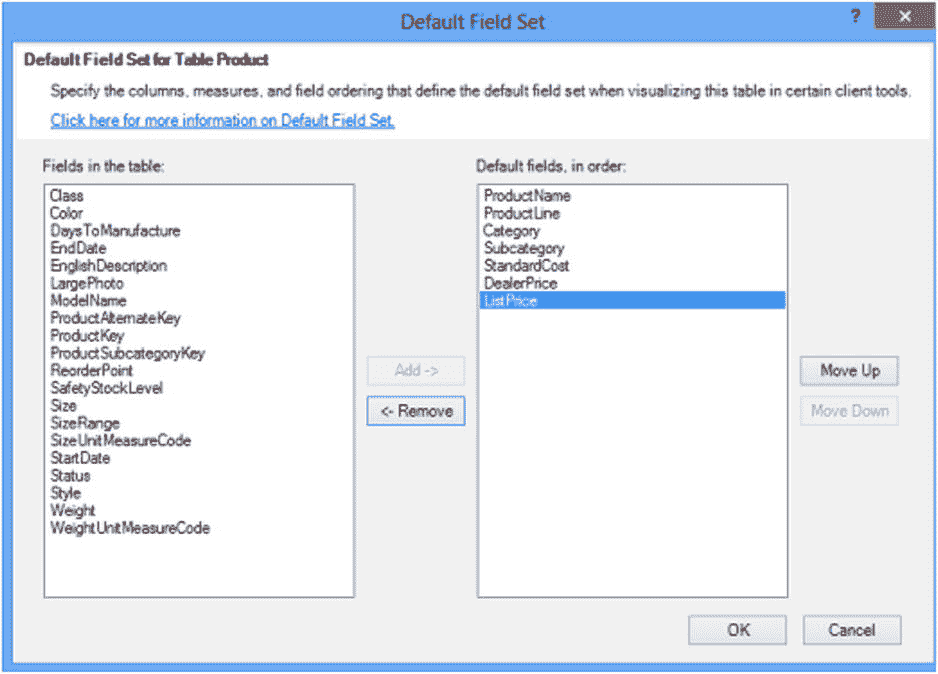 Default Field Set
?
Default Field Set for Table Product
Specify the columns, measures, and field ordering that define the default field set when visualizing this table in certain client tools.
Click here for more information on Default Field Set.
Fields in the table:
Class
Color
DaysToManufacture
EndDate
EnglishDescription
LargePhoto
ModelName
ProductAlternateKey
ProductKey
ProductSubcategoryKey
ReorderPoint
SafetyStockLevel
Size
SizeRange
SizeUnitMeasureCode
StartDate
Status
Style
Weight
WeightUnitMeasureCode
Add ->
<- Remove
Default fields, in order:
ProductName
ProductLine
Category
Subcategory
StandardCost
DealerPrice
ListPrice
Move Up
Move Down
OK
Cancel